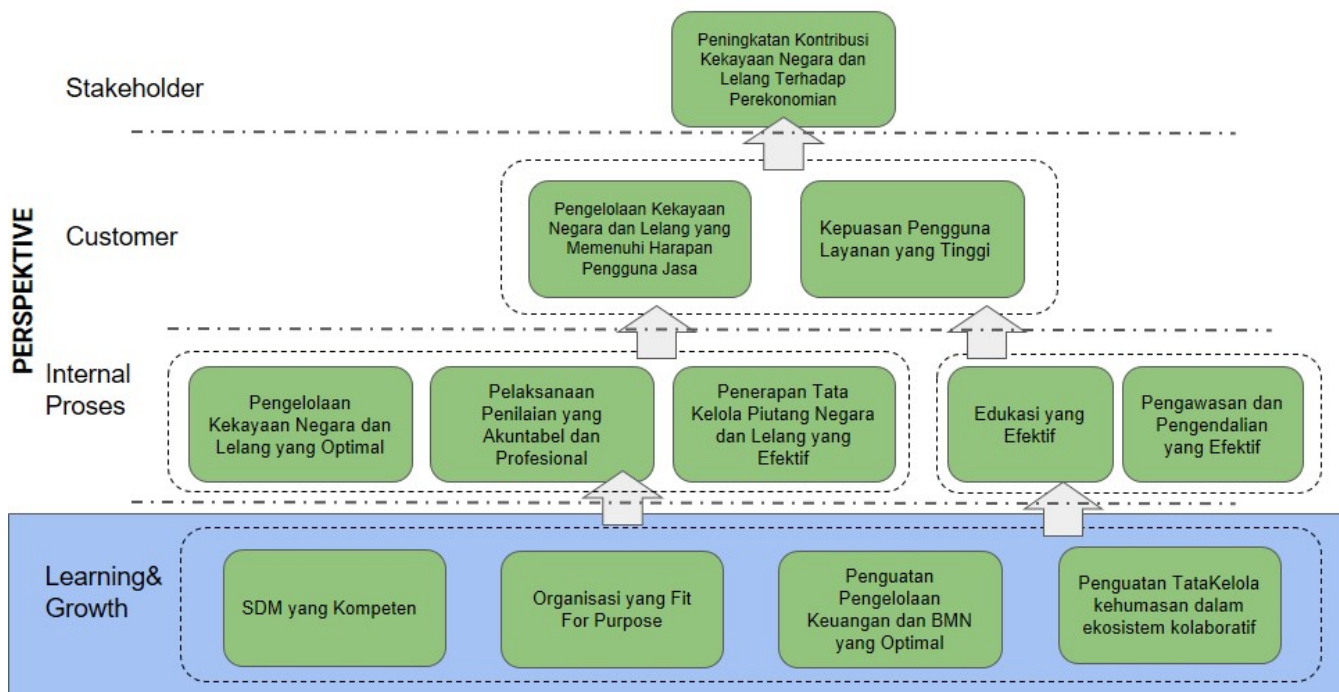 PERSPEKTIVE
Stakeholder
Peningkatan Kontribusi
Kekayaan Negara dan
Lelang Terhadap
Perekonomian
Customer
Pengelolaan Kekayaan
Negara dan Lelang yang
Memenuhi Harapan
Pengguna Jasa
Kepuasan Pengguna
Layanan yang Tinggi
Internal
Proses
Pengelolaan
Kekayaan Negara dan
Lelang yang Optimal
Pelaksanaan
Penilaian yang
Akuntabel dan
Profesional
Penerapan Tata
Kelola Piutang Negara
dan Lelang yang
Efektif
Edukasi yang
Efektif
Pengawasan dan
Pengendalian
yang Efektif
Learning&
Growth
SDM yang Kompeten
Organisasi yang Fit
For Purpose
Penguatan
Pengelolaan
Keuangan dan BMN
yang Optimal
Penguatan TataKelola
kehumasan dalam
ekosistem kolaboratif